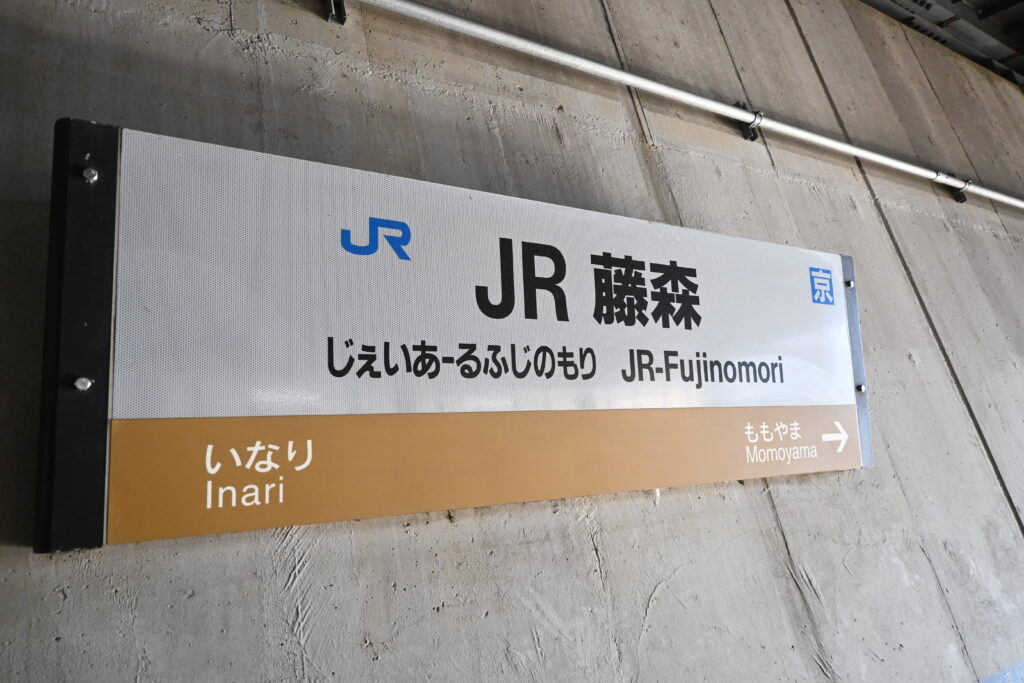 JR
JR 藤森
京
じぇいあーるふじのもり JR-Fujinomori
いなり
Inari
ももやま
Momoyama →